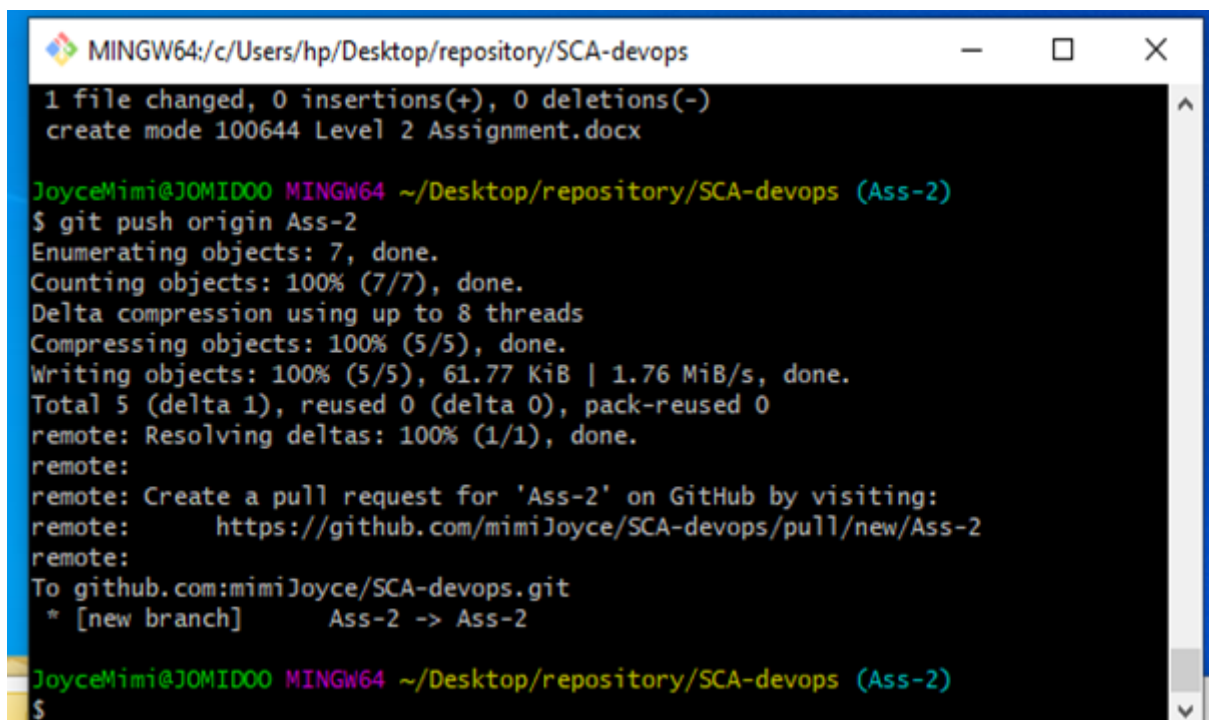 MINGW64:/c/Users/hp/Desktop/repository/SCA-devops
1 file changed, 0 insertions(+), 0 deletions(-)
create mode 100644 Level 2 Assignment.docx
JoyceMimi@JOMIDOO MINGW64 ~/Desktop/repository/SCA-devops (Ass-2)
$ git push origin Ass-2
Enumerating objects: 7, done.
Counting objects: 100% (7/7), done.
Delta compression using up to 8 threads
Compressing objects: 100% (5/5), done.
Writing objects: 100% (5/5), 61.77 KiB | 1.76 MiB/s, done.
Total 5 (delta 1), reused 0 (delta 0), pack-reused 0
remote: Resolving deltas: 100% (1/1), done.
remote:
remote: Create a pull request for 'Ass-2' on GitHub by visiting:
remote:      https://github.com/mimiJoyce/SCA-devops/pull/new/Ass-2
remote:
To github.com:mimiJoyce/SCA-devops.git
* [new branch]      Ass-2 -> Ass-2
JoyceMimi@JOMIDOO MINGW64 ~/Desktop/repository/SCA-devops (Ass-2)
$